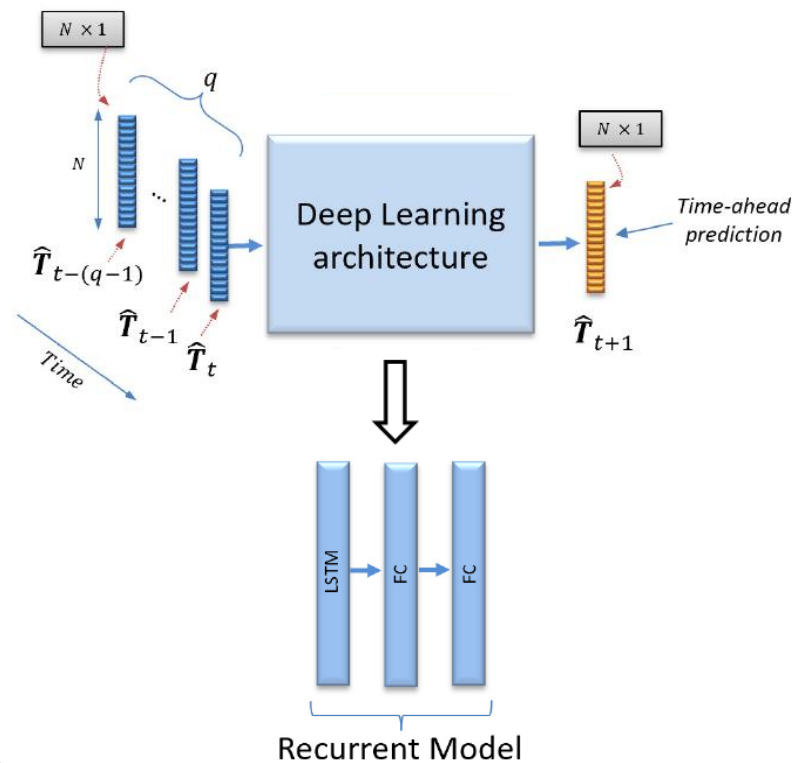 N × 1
q
N
...
T̂ₜ₋₍q₋₁₎
T̂ₜ₋₁
T̂ₜ
Time
Deep Learning
architecture
N × 1
Time-ahead
prediction
T̂ₜ₊₁
LSTM
FC
FC
Recurrent Model